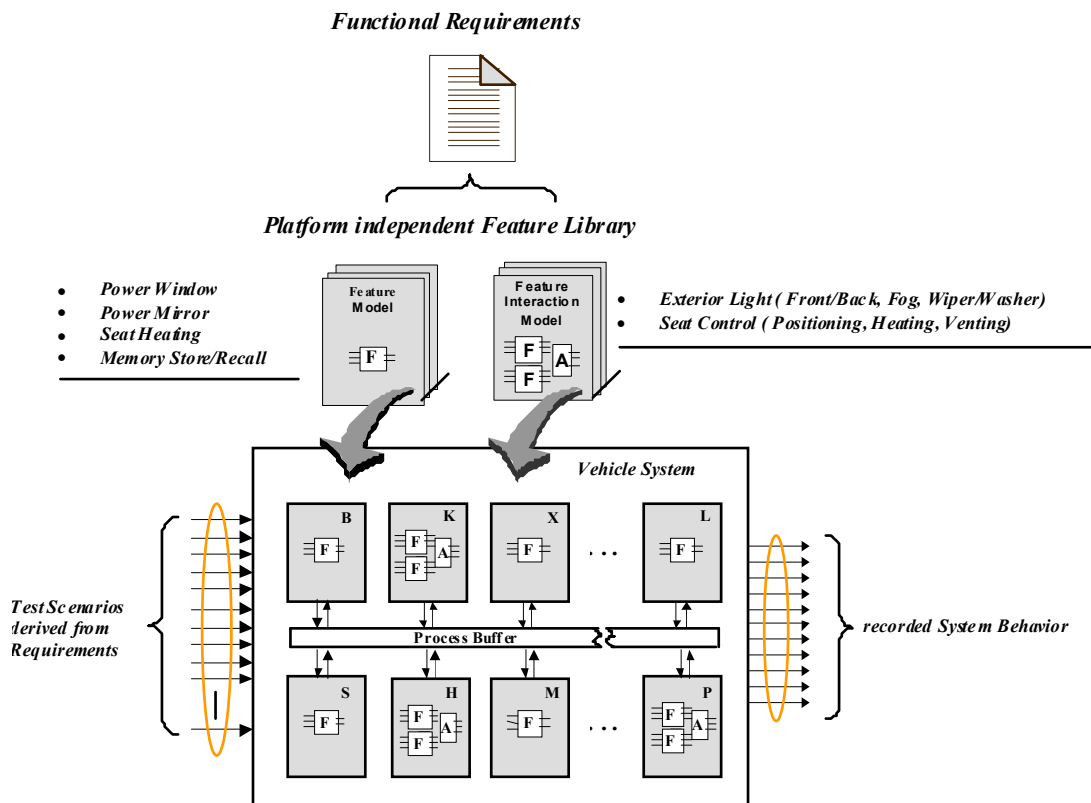 Functional Requirements
Platform independent Feature Library
• Power Window
• Power Mirror
• Seat Heating
• Memory Store/Recall
Feature
Model
F
Feature
Interaction
Model
F
F
A
• Exterior Light ( Front/Back, Fog, Wiper/Washer)
• Seat Control ( Positioning, Heating, Venting)
Vehicle System
B
F
K
F
F
A
X
F
. . .
L
F
Test Scenarios
derived from
Requirements
Process Buffer
recorded System Behavior
S
F
H
F
F
A
M
F
. . .
P
F
F
A